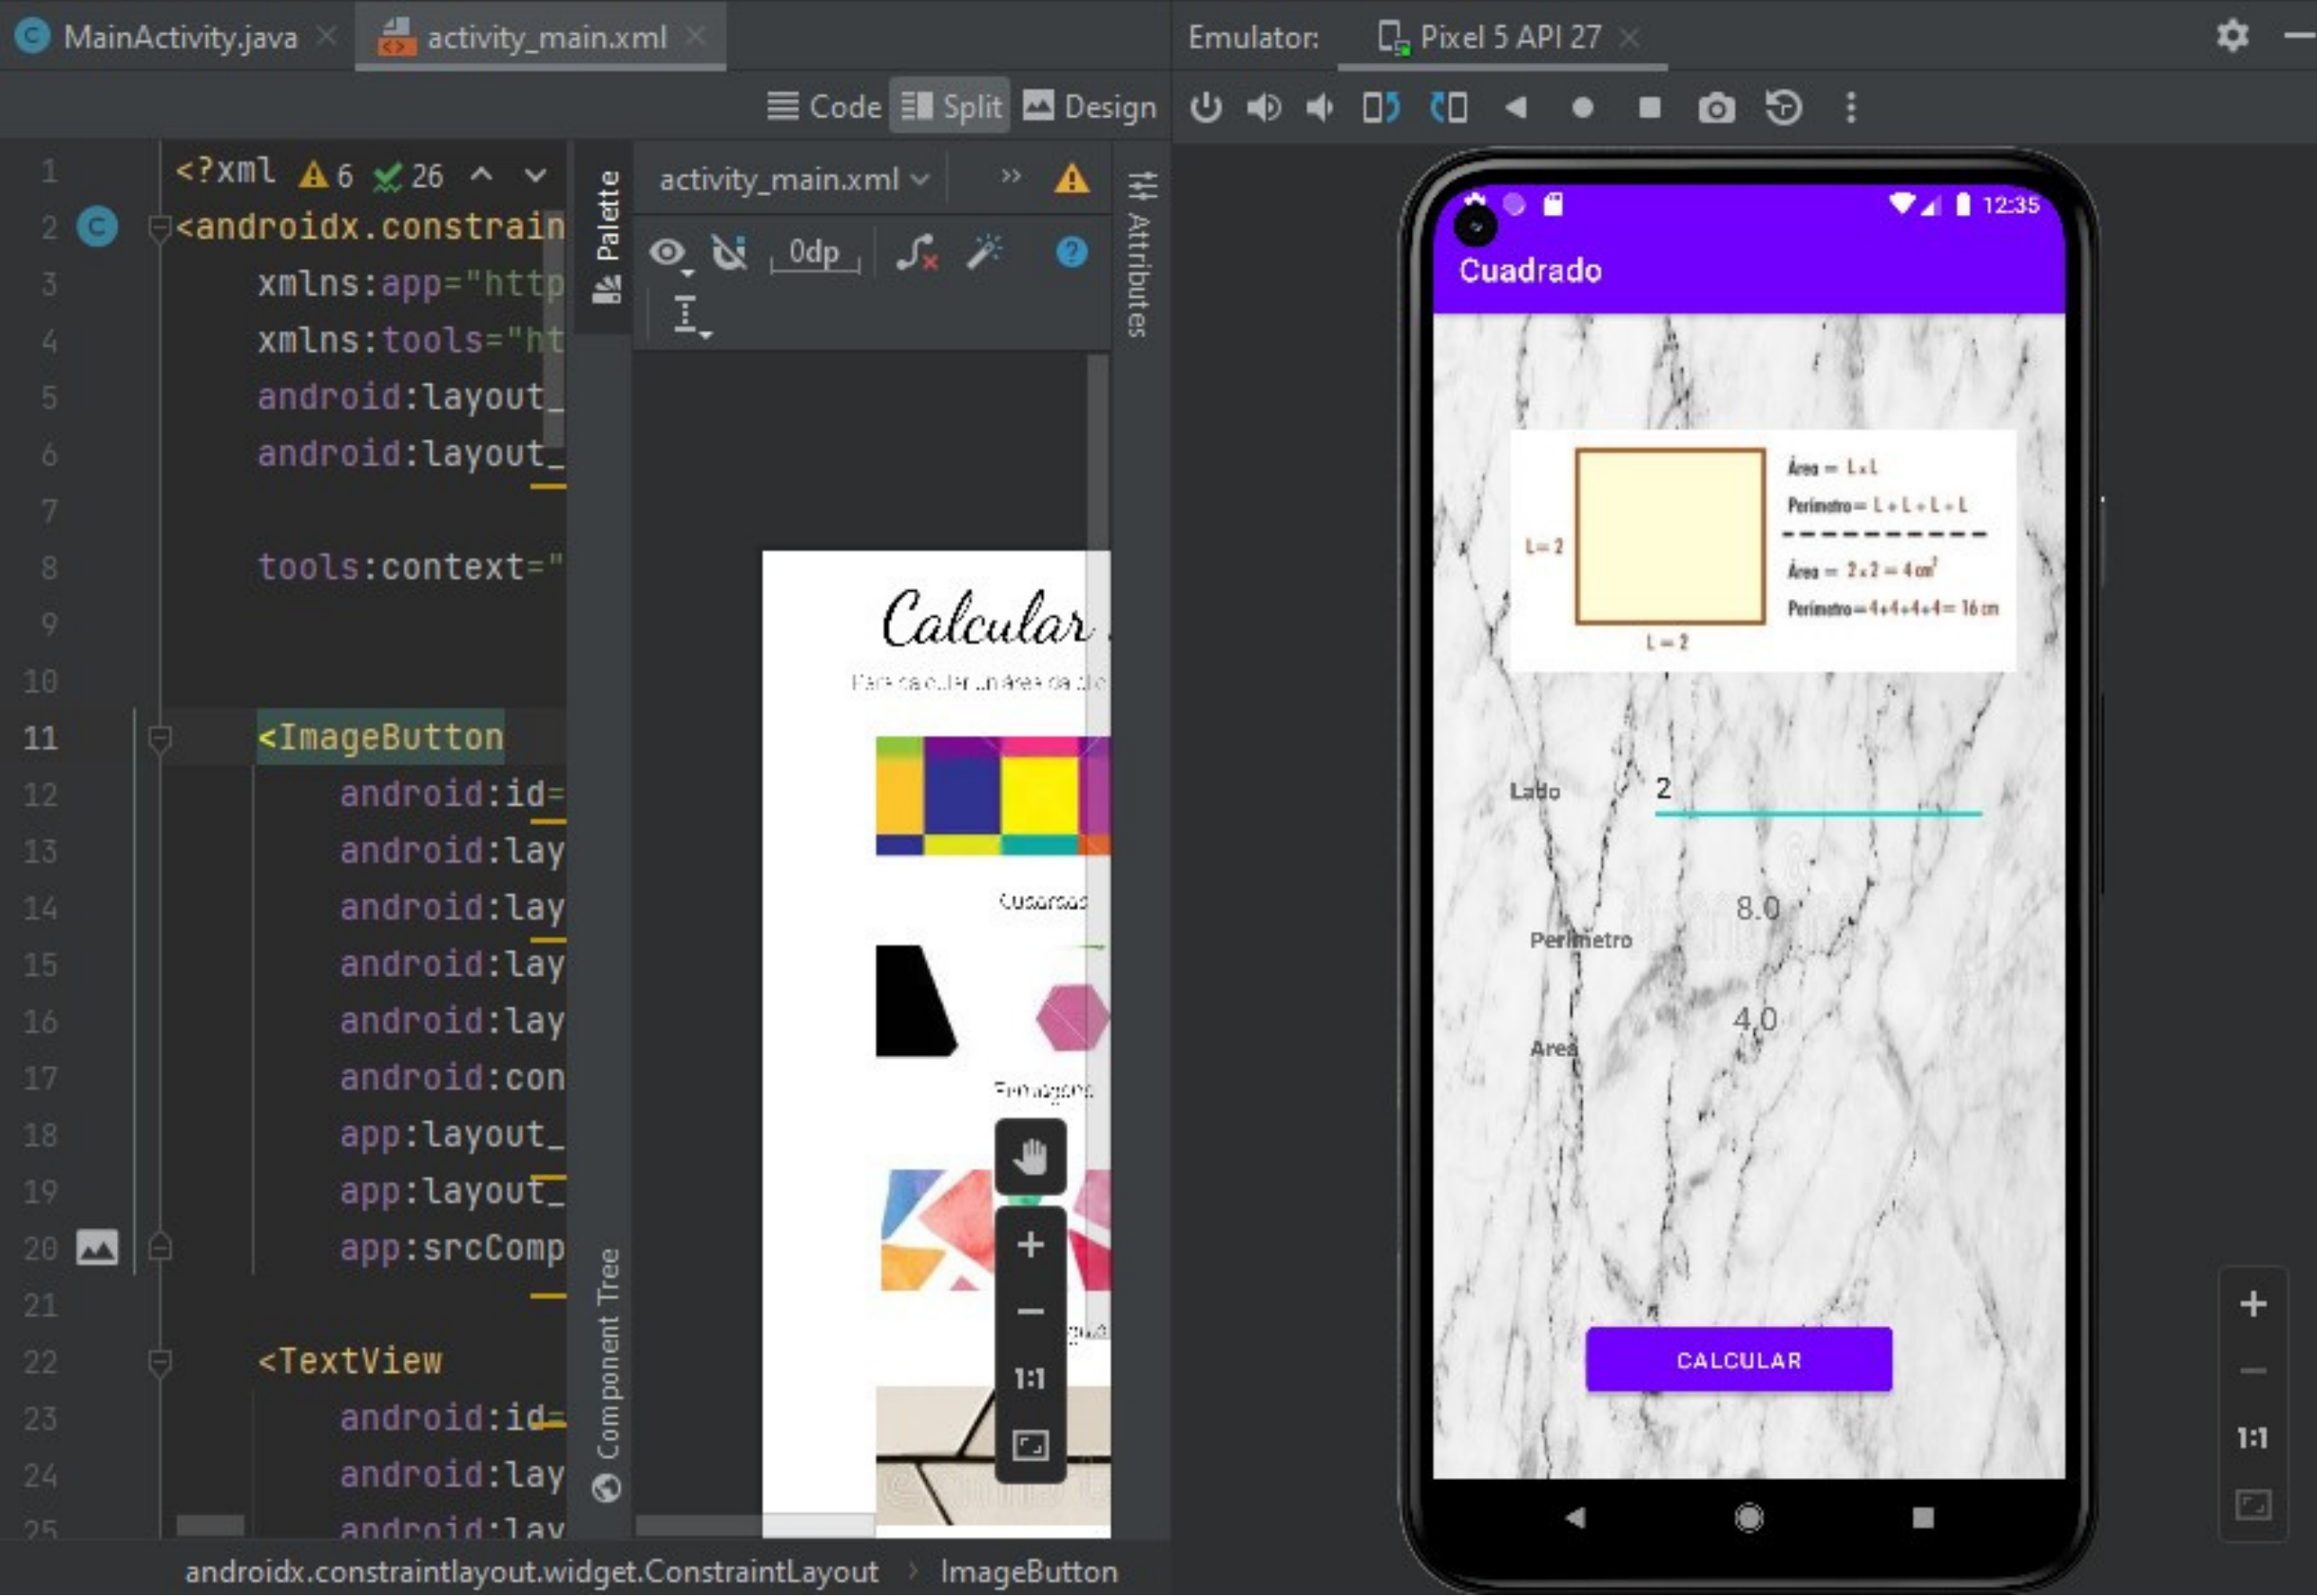 MainActivity.java
activity_main.xml
Code
Split
Design
1 <?xml
6
26
2 <androidx.constrain
3 xmlns:app="http
4 xmlns:tools="ht
5 android:layout_
6 android:layout_
7
8 tools:context="
9
10
11 <ImageButton
12 android:id=
13 android:lay
14 android:lay
15 android:lay
16 android:lay
17 android:con
18 app:layout_
19 app:layout_
20 app:srcComp
21
22 <TextView
23 android:id=
24 android:lay
25 android:lay
Palette
Component Tree
activity_main.xml
0dp
Attributes
Calcular
1:1
androidx.constraintlayout.widget.ConstraintLayout
ImageButton
Emulator:
Pixel 5 API 27
12:35
Cuadrado
Área = L x L
Perímetro= L + L + L + L
L= 2
Área = 2 x 2 = 4 cm²
Perímetro=4+4+4+4= 16 cm
L = 2
Lado
2
8.0
Perimetro
4.0
Area
CALCULAR
1:1